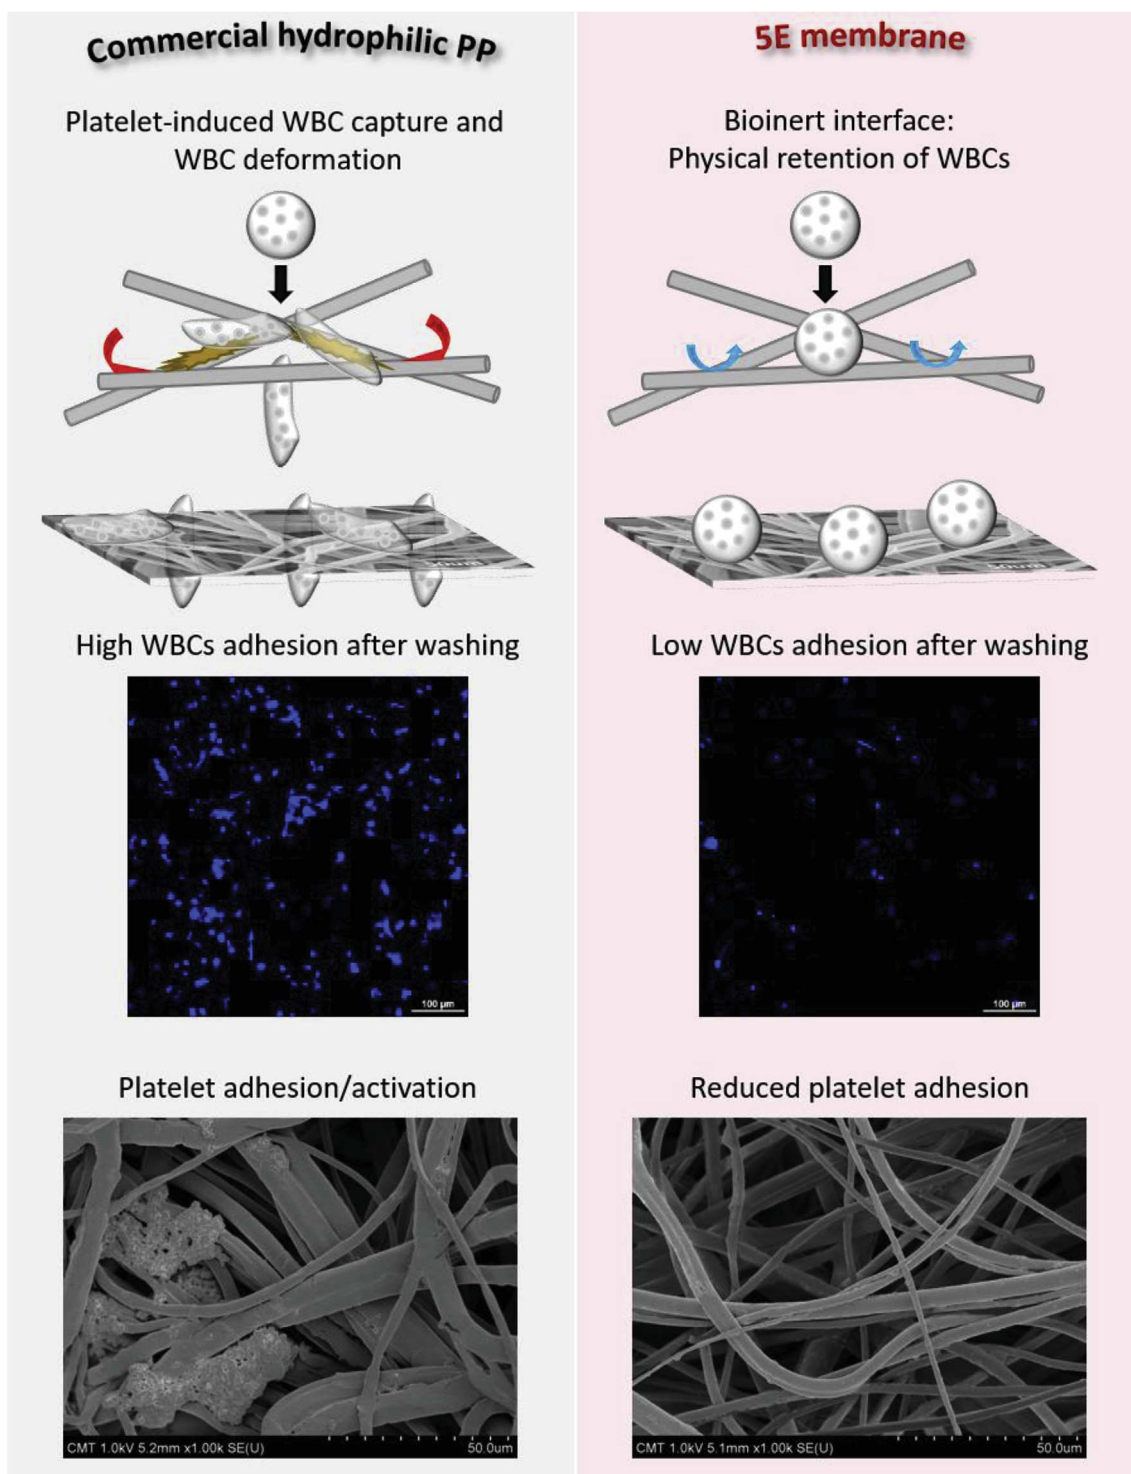 Commercial hydrophilic PP
Platelet-induced WBC capture and
WBC deformation
High WBCs adhesion after washing
100 µm
Platelet adhesion/activation
CMT 1.0kV 5.2mm x1.00k SE(U)
50.0um
5E membrane
Bioinert interface:
Physical retention of WBCs
Low WBCs adhesion after washing
100 µm
Reduced platelet adhesion
CMT 1.0kV 5.1mm x1.00k SE(U)
50.0um